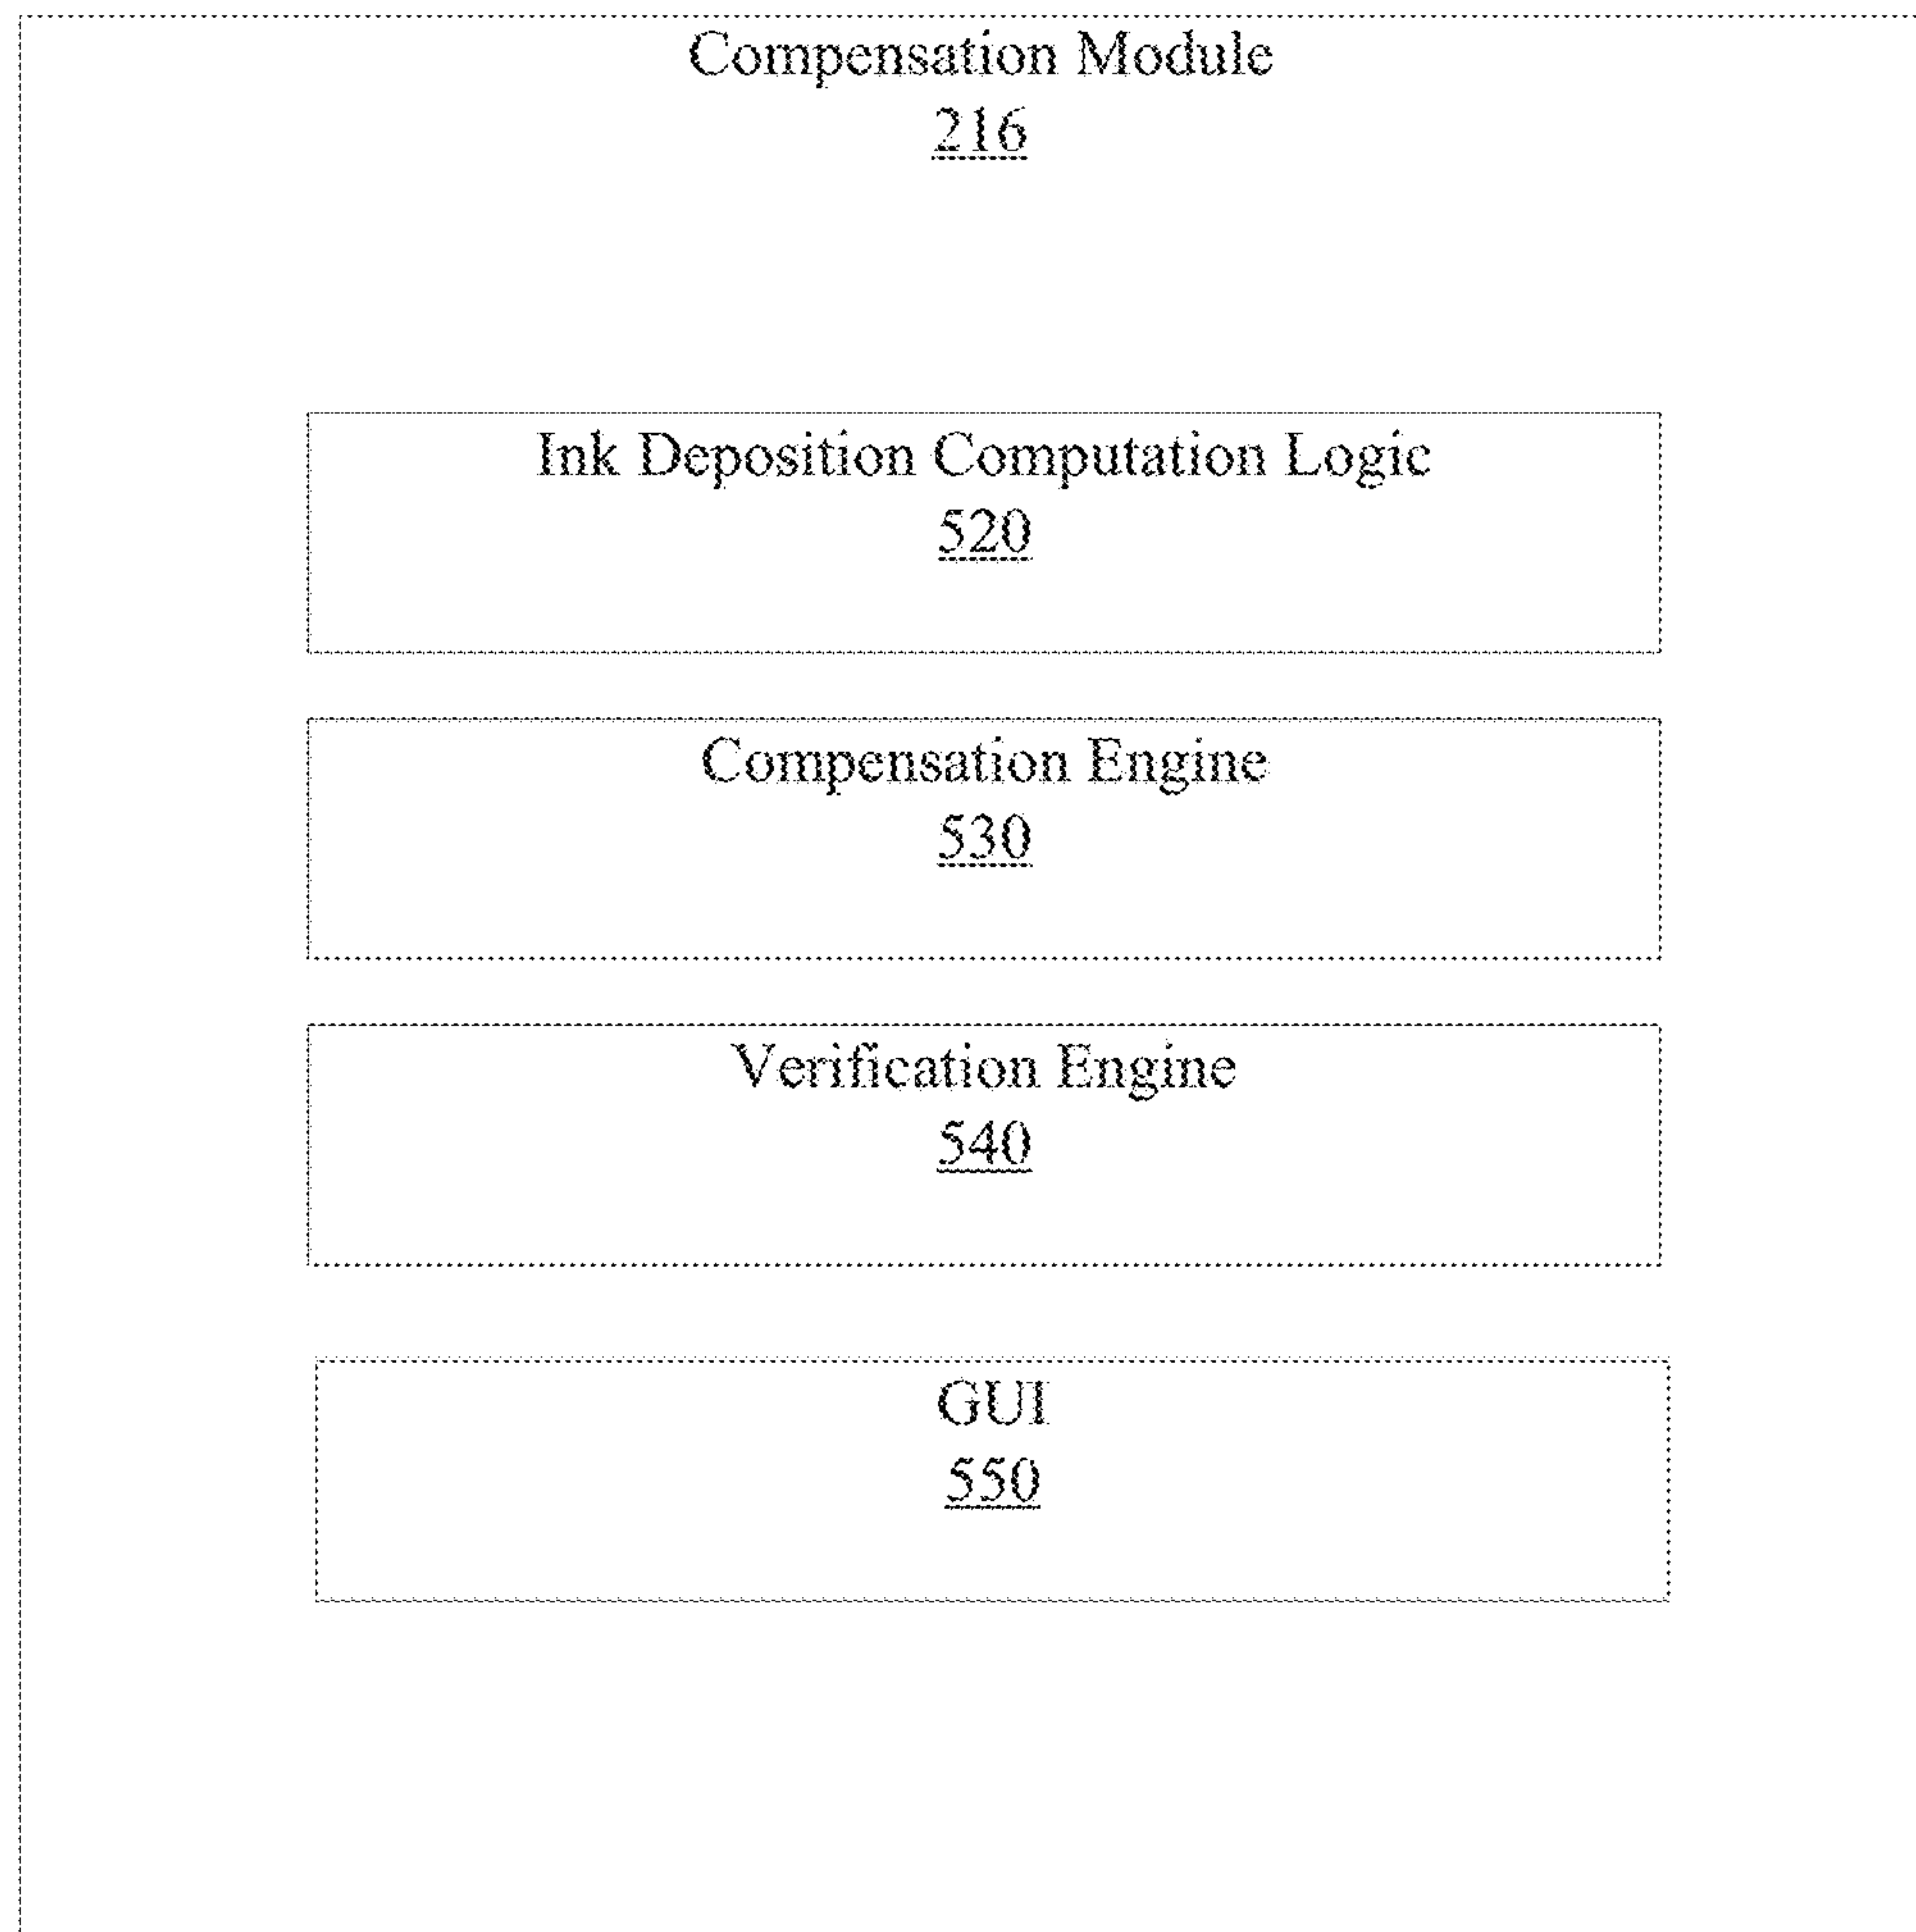 Compensation Module
216
Ink Deposition Computation Logic
520
Compensation Engine
530
Verification Engine
540
GUI
550